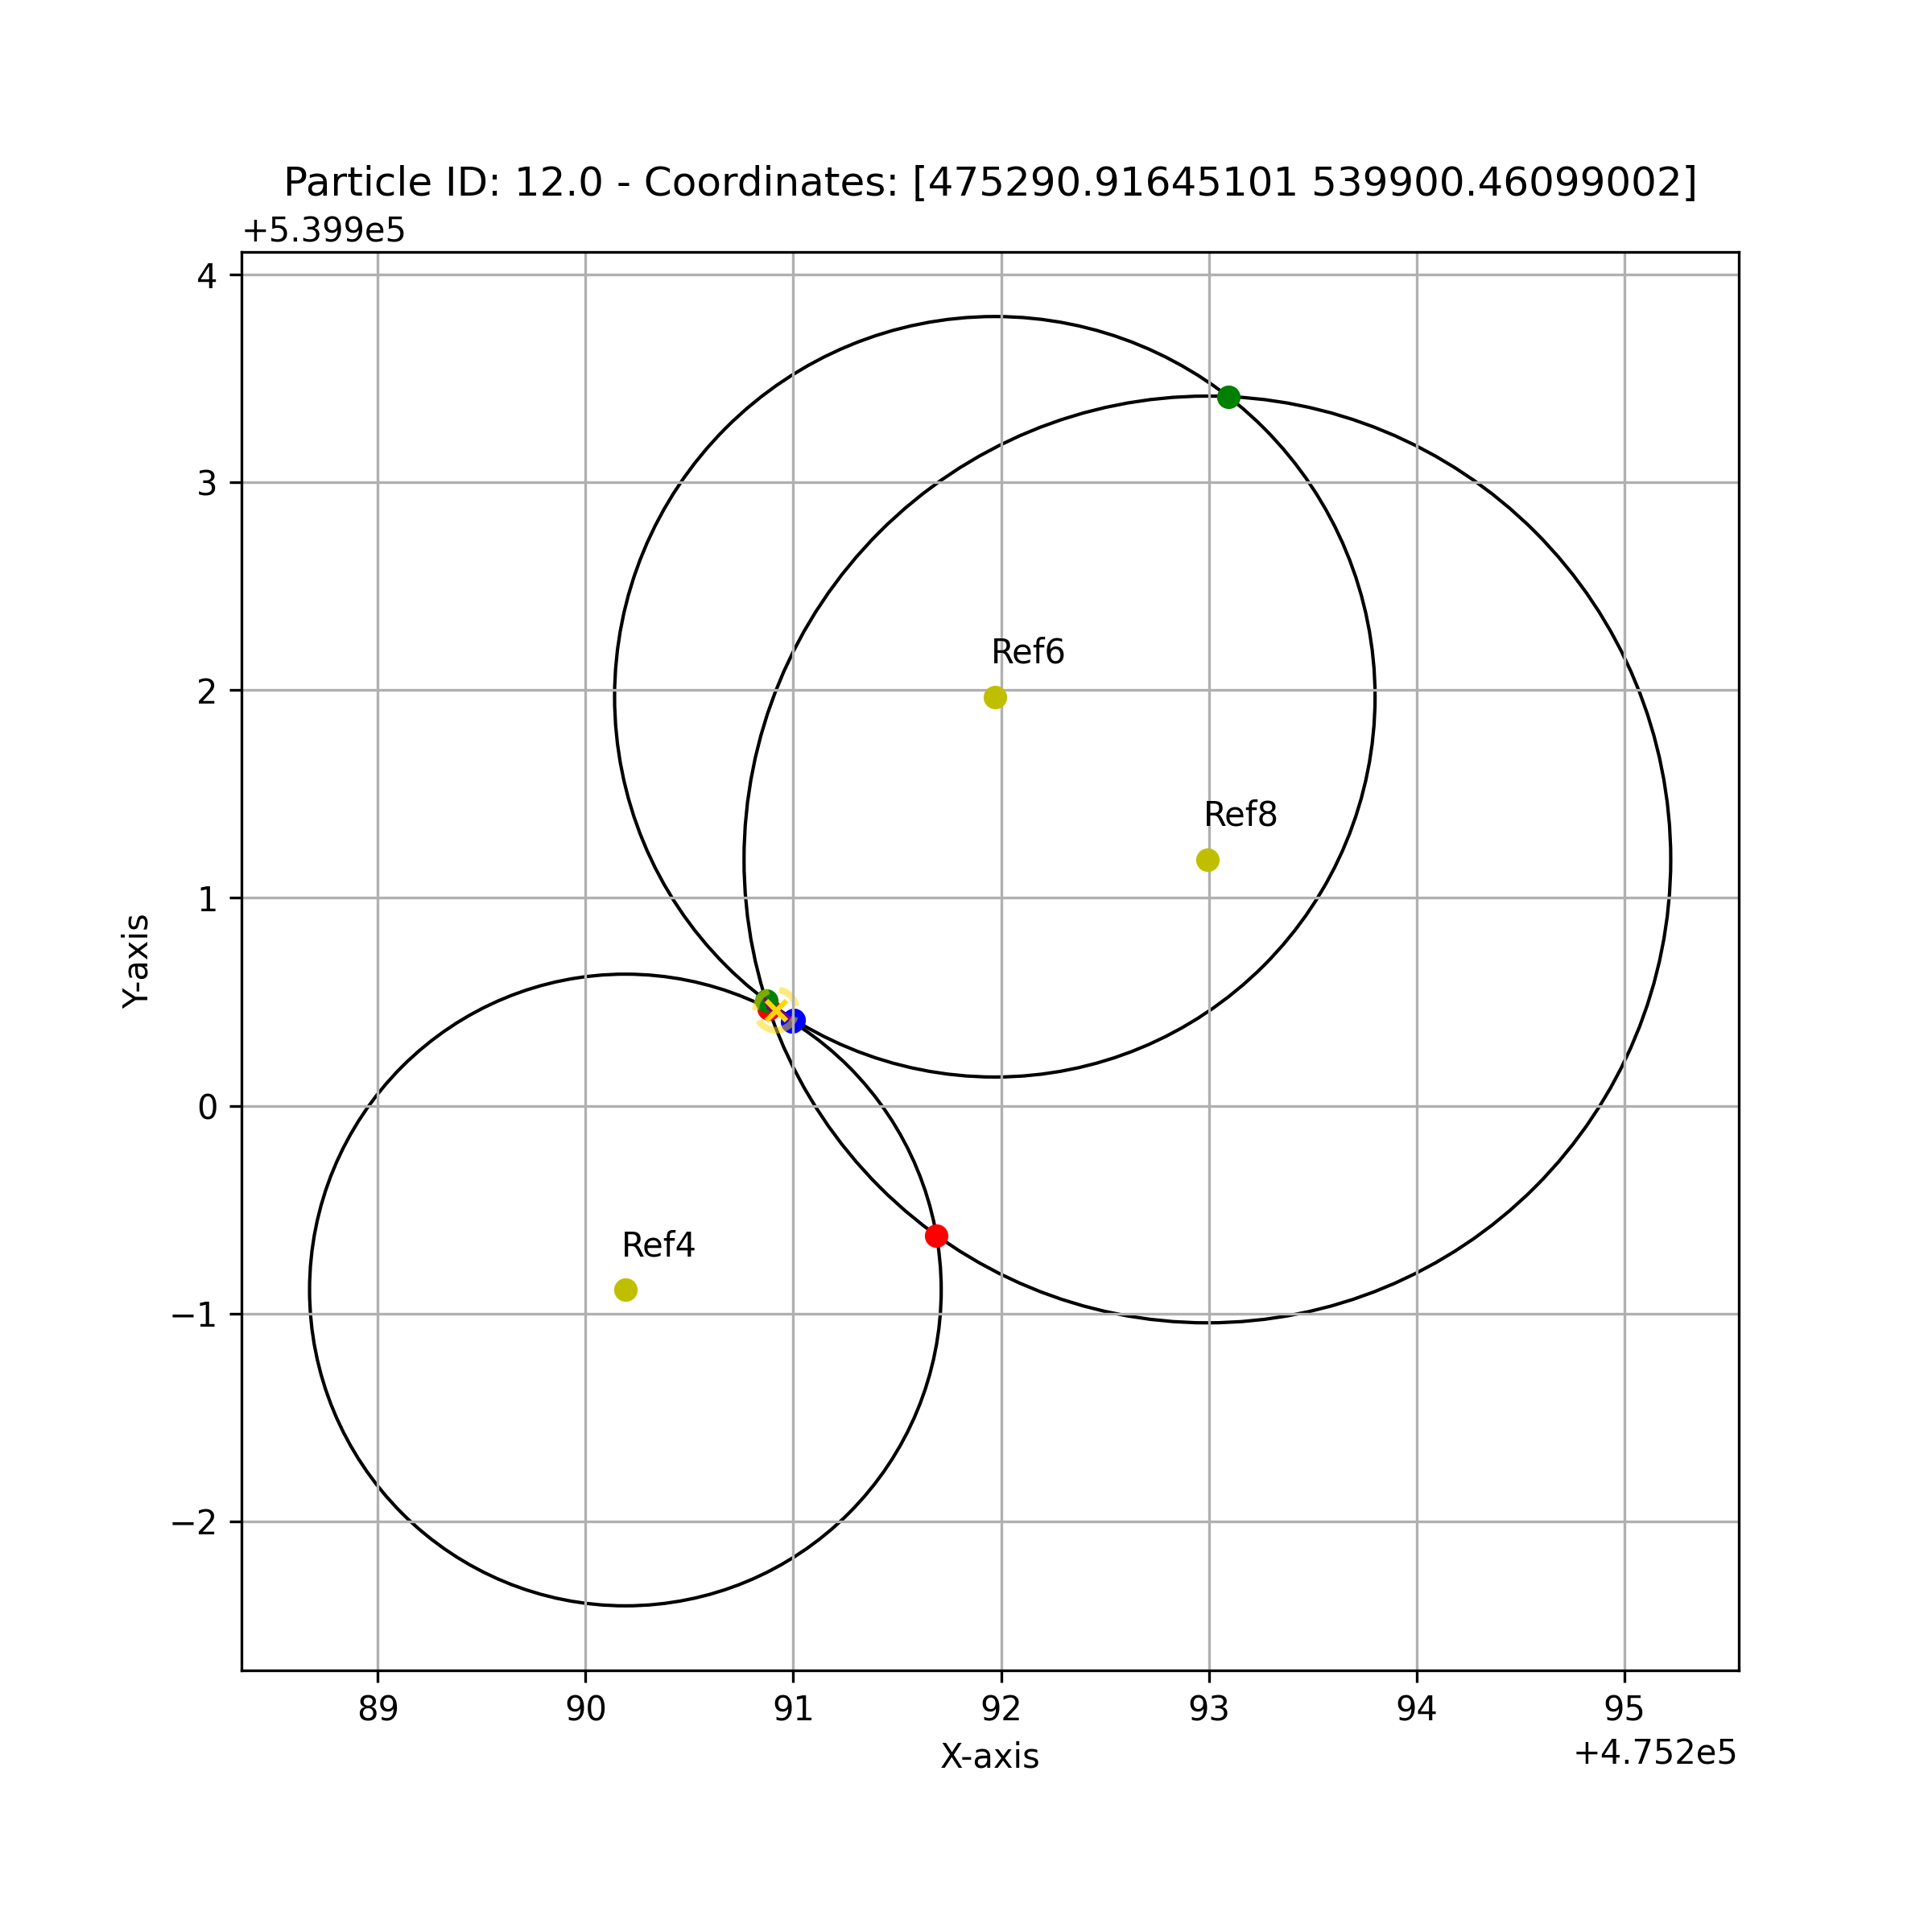 Particle ID: 12.0 - Coordinates: [475290.91645101 539900.46099002]
+5.399e5
4
3
2
1
0
−1
−2
Y-axis
Ref6
Ref8
Ref4
89 90 91 92 93 94 95
X-axis
+4.752e5